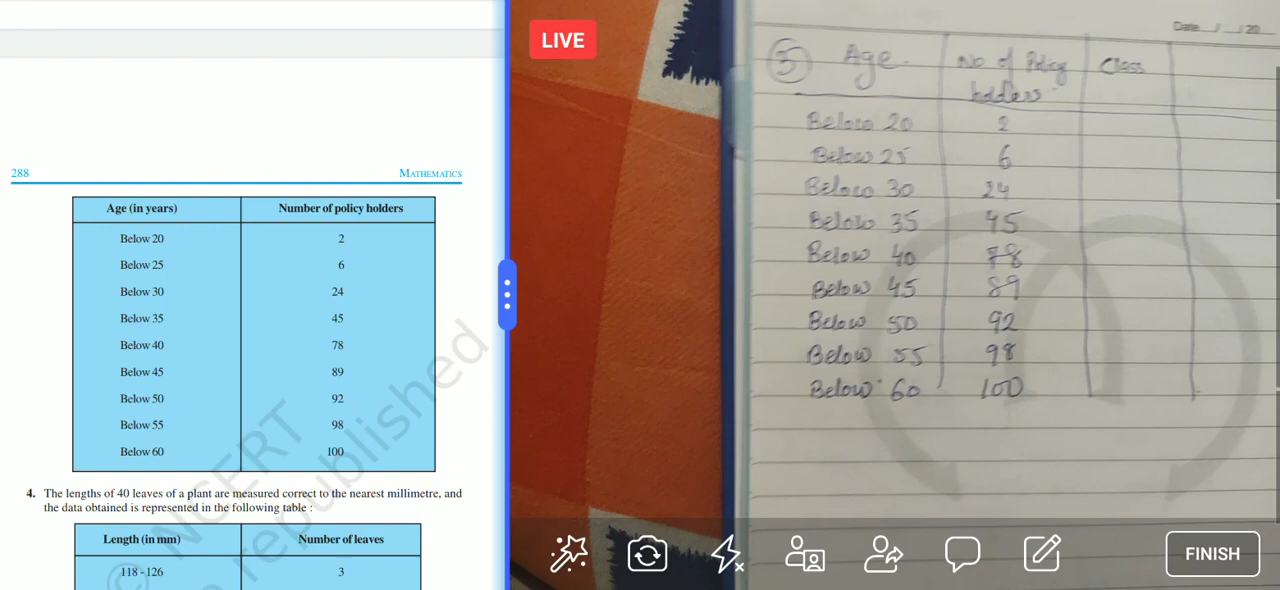 288 MATHEMATICS
Age (in years) Number of policy holders
Below 20 2
Below 25 6
Below 30 24
Below 35 45
Below 40 78
Below 45 89
Below 50 92
Below 55 98
Below 60 100
4. The lengths of 40 leaves of a plant are measured correct to the nearest millimetre, and
the data obtained is represented in the following table :
Length (in mm) Number of leaves
118 - 126 3
© NCERT
republished
LIVE
Date / /20
3 Age No of Policy Class
holders
Below 20 2
Below 25 6
Below 30 24
Below 35 45
Below 40 78
Below 45 89
Below 50 92
Below 55 98
Below 60 100
FINISH